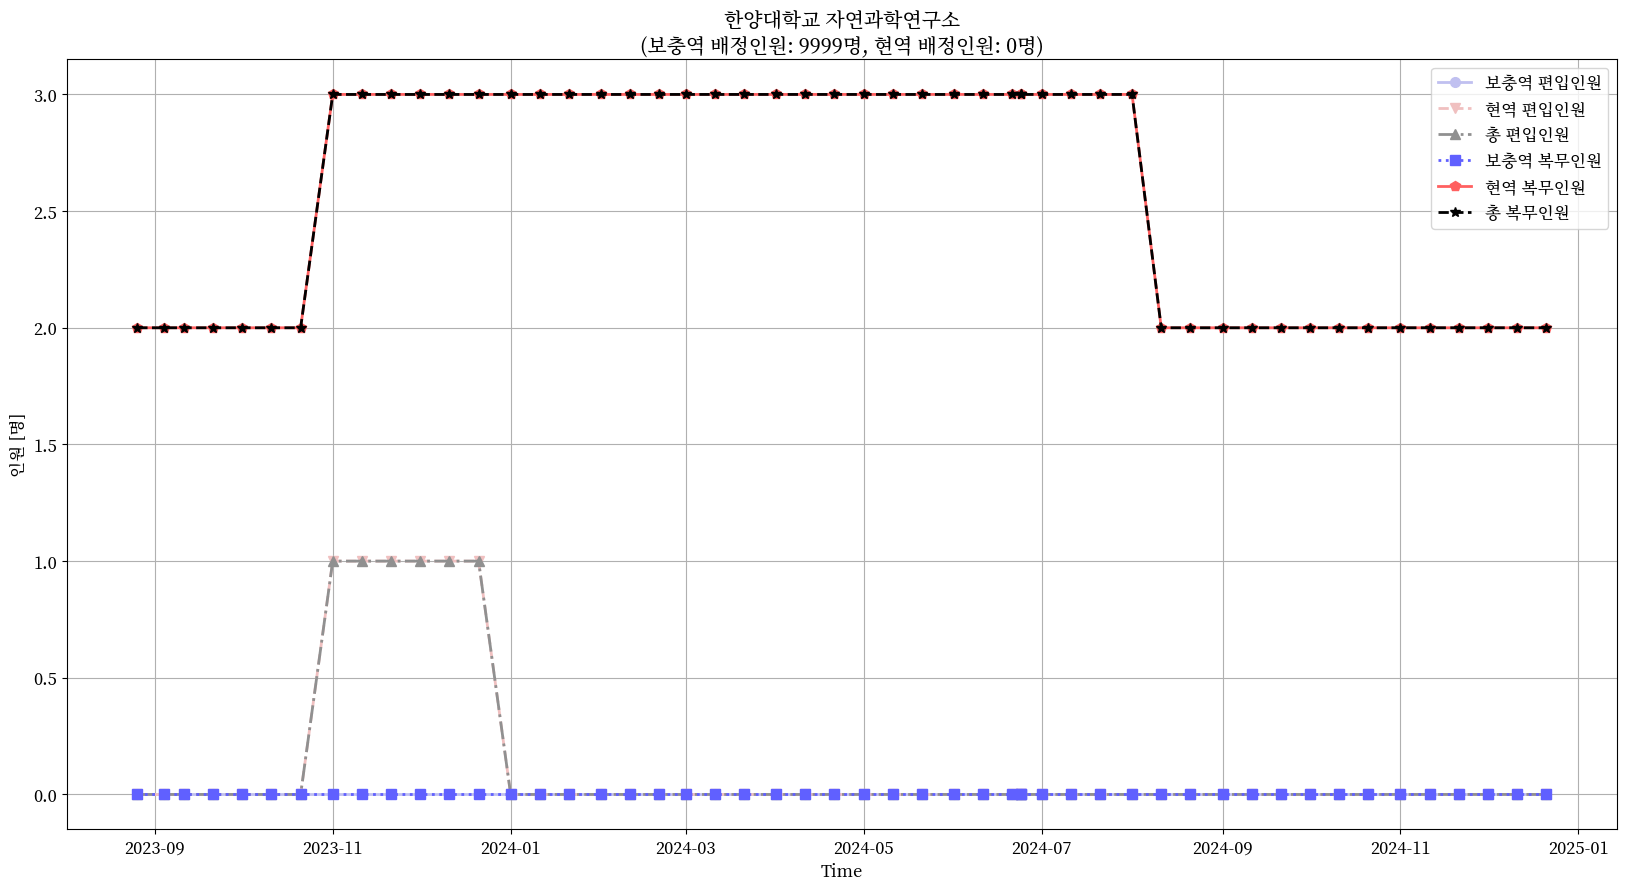 한양대학교 자연과학연구소
(보충역 배정인원: 9999명, 현역 배정인원: 0명)
보충역 편입인원
현역 편입인원
총 편입인원
보충역 복무인원
현역 복무인원
총 복무인원
인원 [명]
3.0
2.5
2.0
1.5
1.0
0.5
0.0
2023-09
2023-11
2024-01
2024-03
2024-05
2024-07
2024-09
2024-11
2025-01
Time